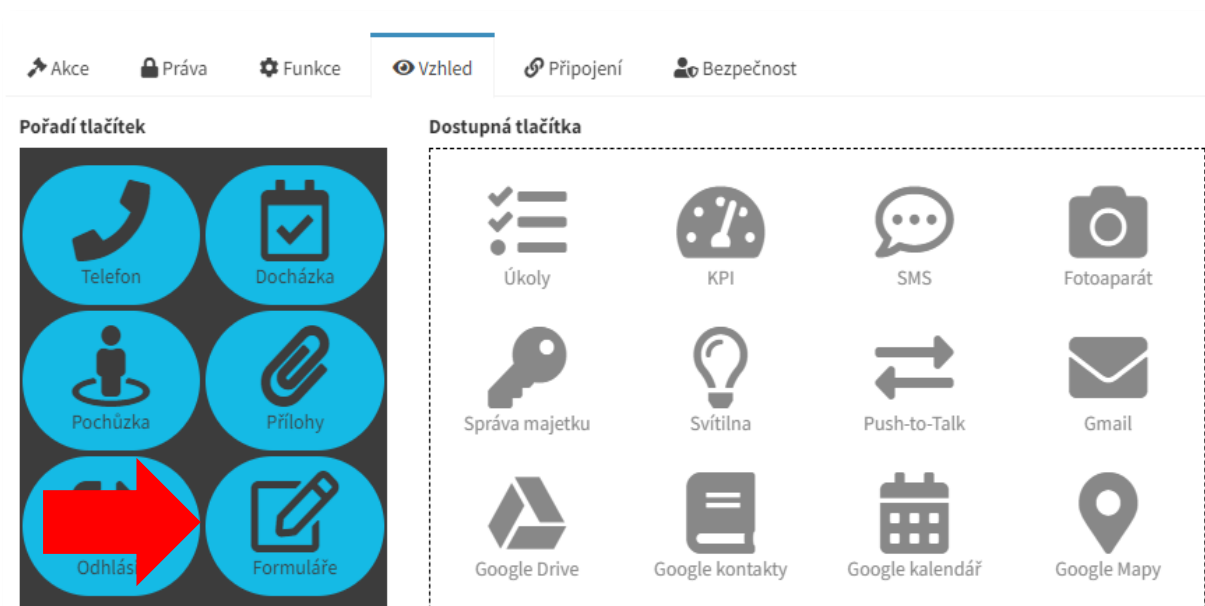 Akce Práva Funkce Vzhled Připojení Bezpečnost
Pořadí tlačítek Dostupná tlačítka
Telefon Docházka Úkoly KPI SMS Fotoaparát
Pochůzka Přílohy Správa majetku Svítilna Push-to-Talk Gmail
Formuláře Google Drive Google kontakty Google kalendář Google Mapy